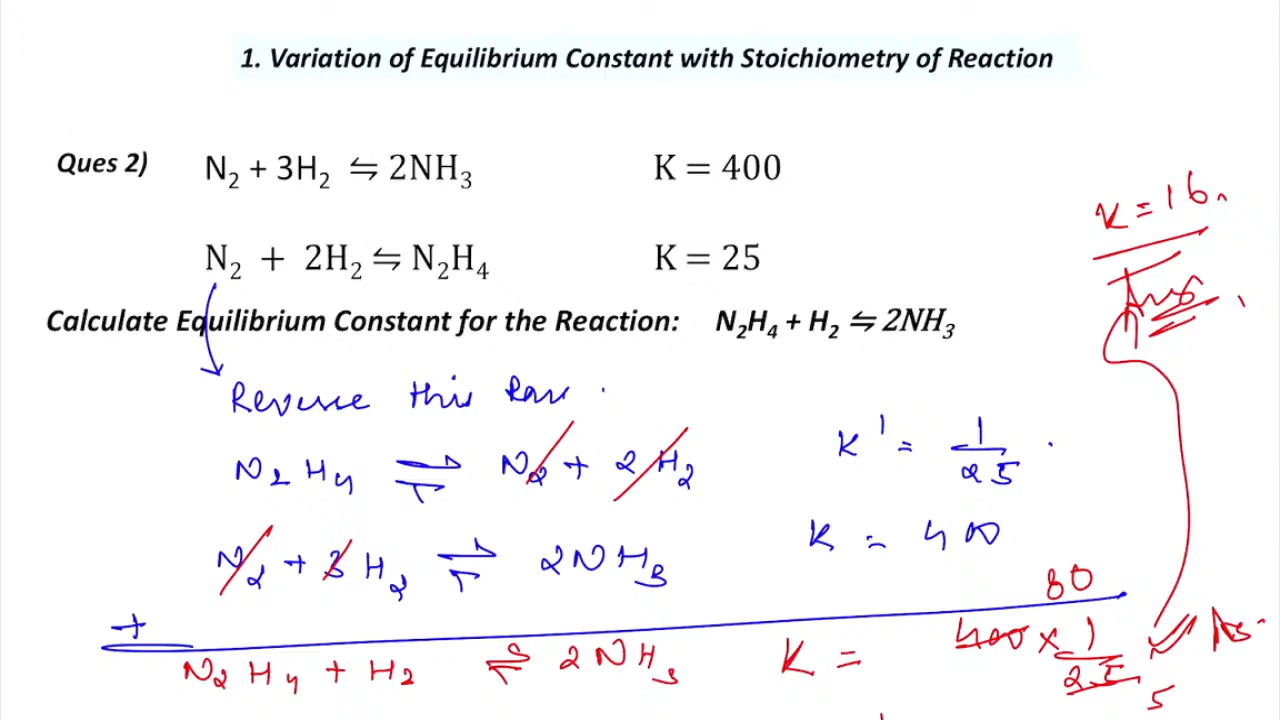 1. Variation of Equilibrium Constant with Stoichiometry of Reaction
Ques 2) N₂ + 3H₂ ⇋ 2NH₃ K = 400
N₂ + 2H₂ ⇋ N₂H₄ K = 25
K = 16
Ans
Calculate Equilibrium Constant for the Reaction: N₂H₄ + H₂ ⇋ 2NH₃
Reverse this
N₂H₄ ⇌ N₂ + 2H₂ K' = 1/25
N₂ + 3H₂ ⇌ 2NH₃ K = 400
80
+
N₂H₄ + H₂ ⇌ 2NH₃ K = 400 × 1/25 Ans
5